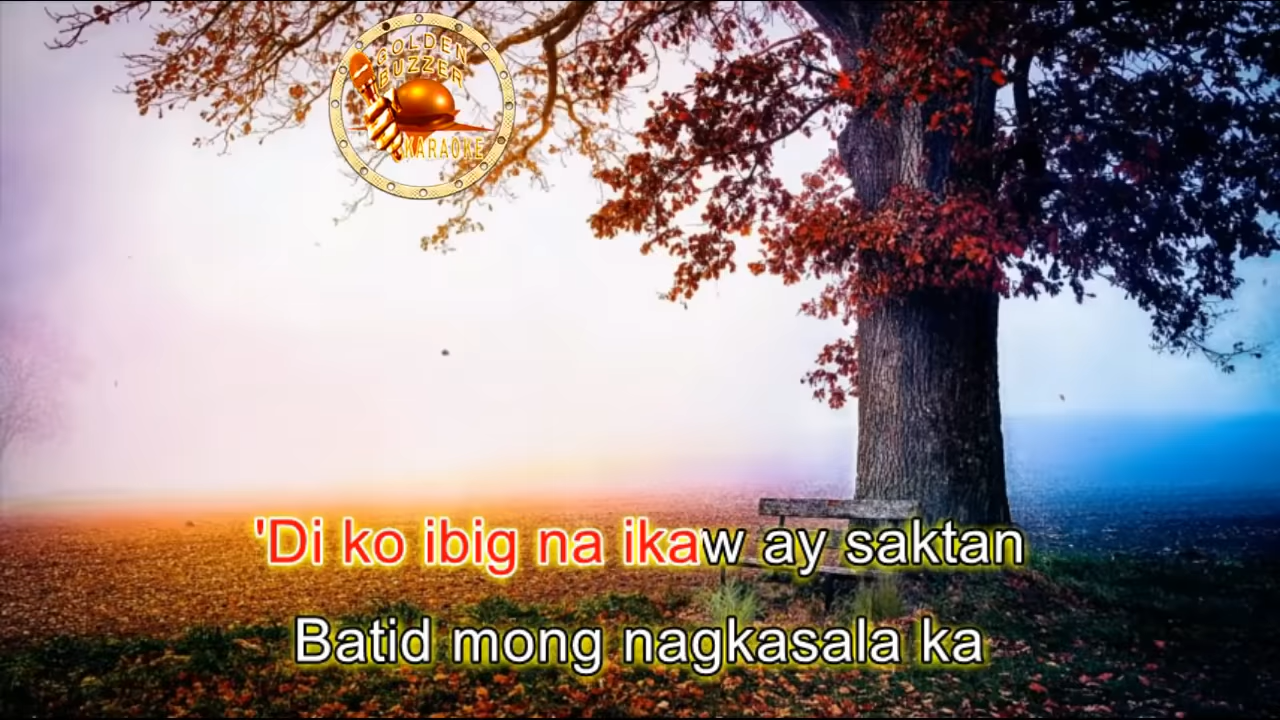 GOLDEN
BUZZER
KARAOKE
'Di ko ibig na ikaw ay saktan
Batid mong nagkasala ka